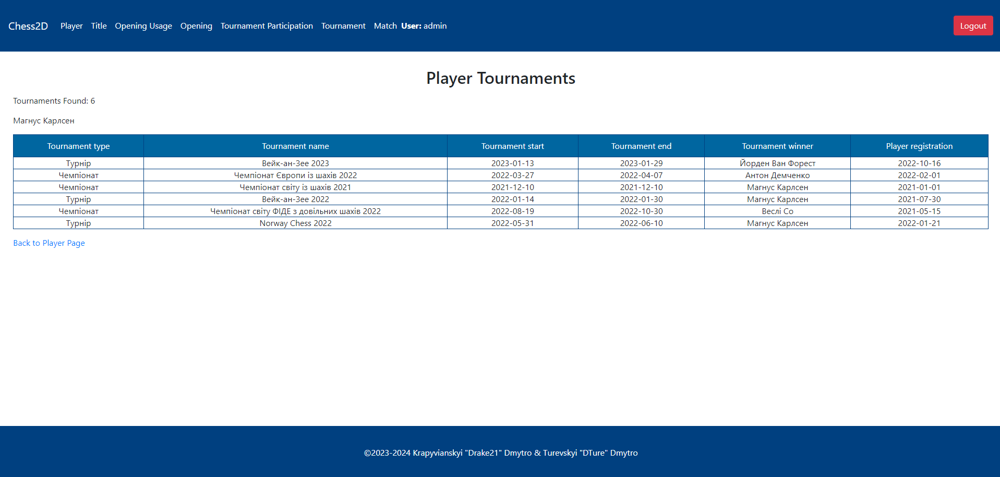 Chess2D Player Title Opening Usage Opening Tournament Participation Tournament Match User: admin Logout
Player Tournaments
Tournaments Found: 6
Магнус Карлсен
Tournament type Tournament name Tournament start Tournament end Tournament winner Player registration
Турнір Вейк-ан-Зее 2023 2023-01-13 2023-01-29 Йорден Ван Форест 2022-10-16
Чемпіонат Чемпіонат Європи із шахів 2022 2022-03-27 2022-04-07 Антон Демченко 2022-02-01
Чемпіонат Чемпіонат світу із шахів 2021 2021-12-10 2021-12-10 Магнус Карлсен 2021-01-01
Турнір Вейк-ан-Зее 2022 2022-01-14 2022-01-30 Магнус Карлсен 2021-07-30
Чемпіонат Чемпіонат світу ФІДЕ з довільних шахів 2022 2022-08-19 2022-10-30 Веслі Со 2021-05-15
Турнір Norway Chess 2022 2022-05-31 2022-06-10 Магнус Карлсен 2022-01-21
Back to Player Page
©2023-2024 Krapyvianskyi "Drake21" Dmytro & Turevskyi "DTure" Dmytro